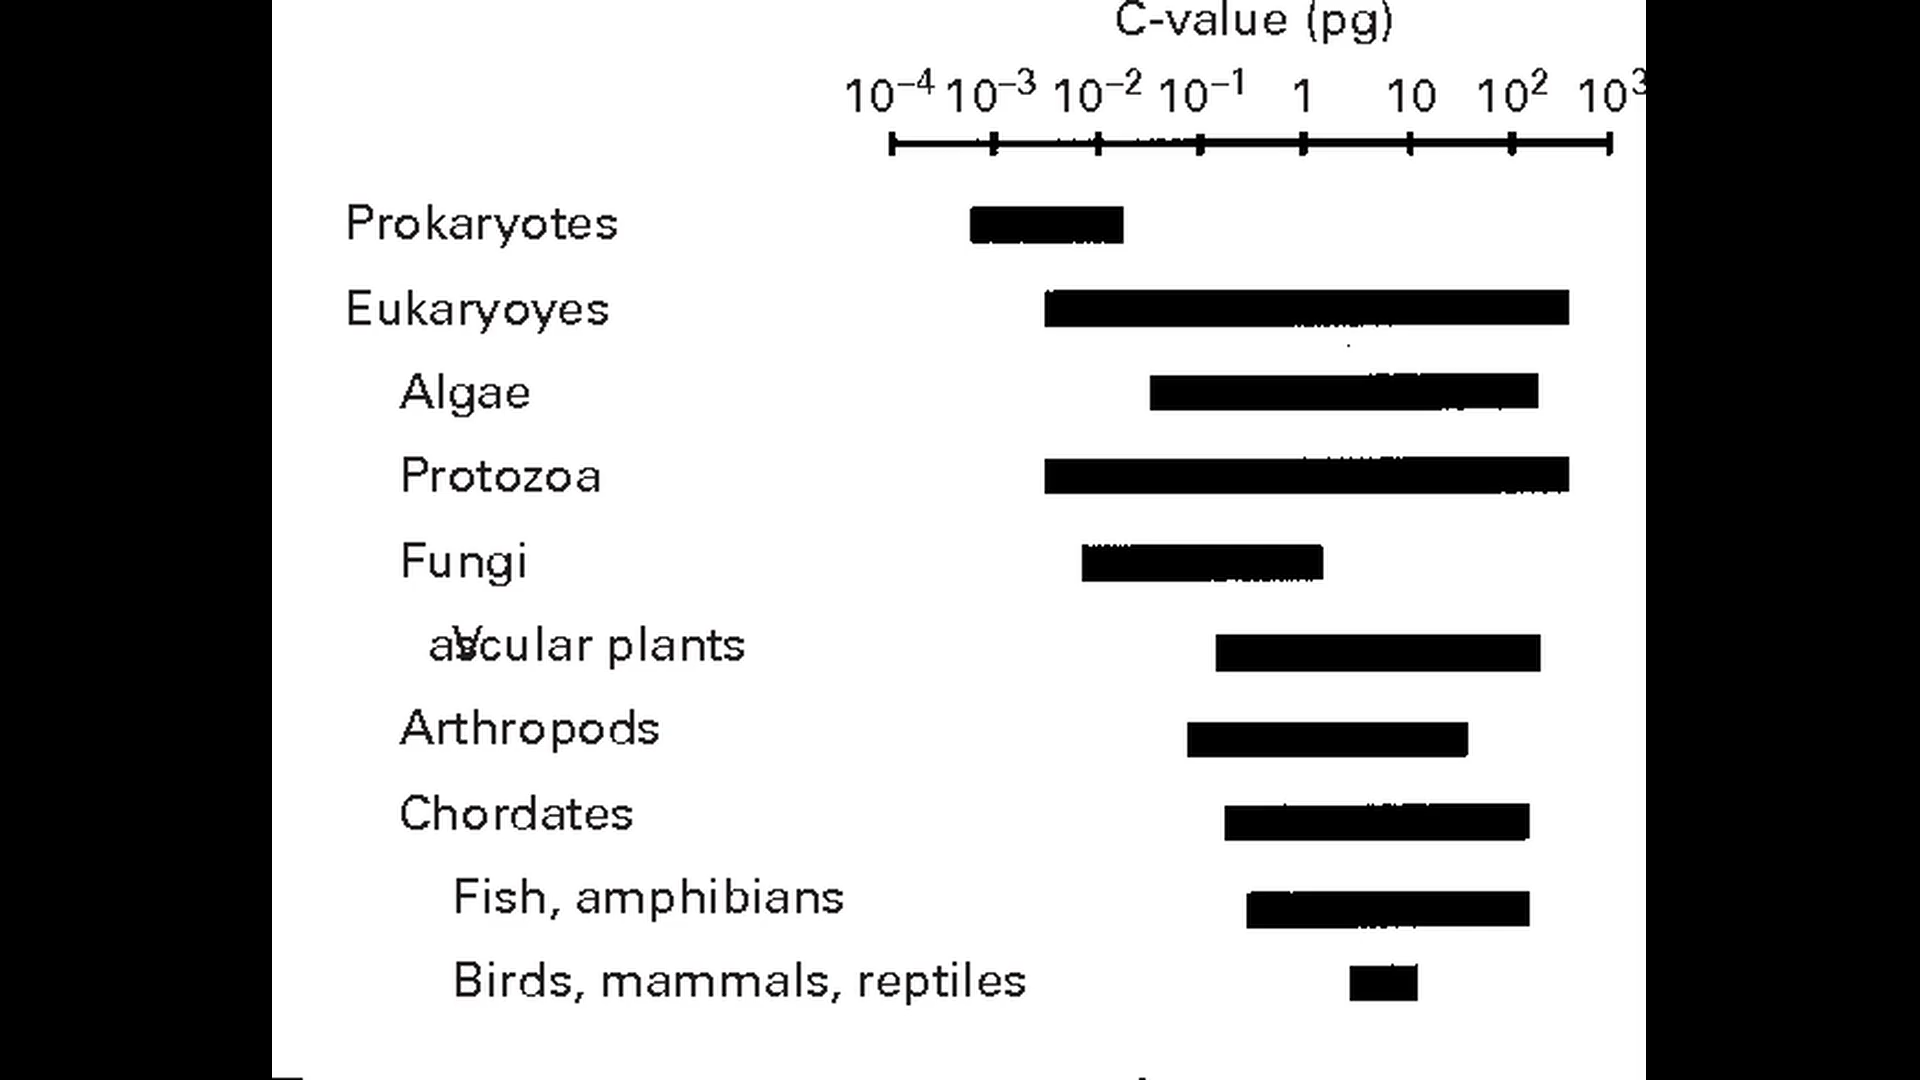 C-value (pg)
10⁻⁴ 10⁻³ 10⁻² 10⁻¹ 1 10 10² 10³
Prokaryotes
Eukaryoyes
Algae
Protozoa
Fungi
plants
Arthropods
Chordates
Fish, amphibians
Birds, mammals, reptiles